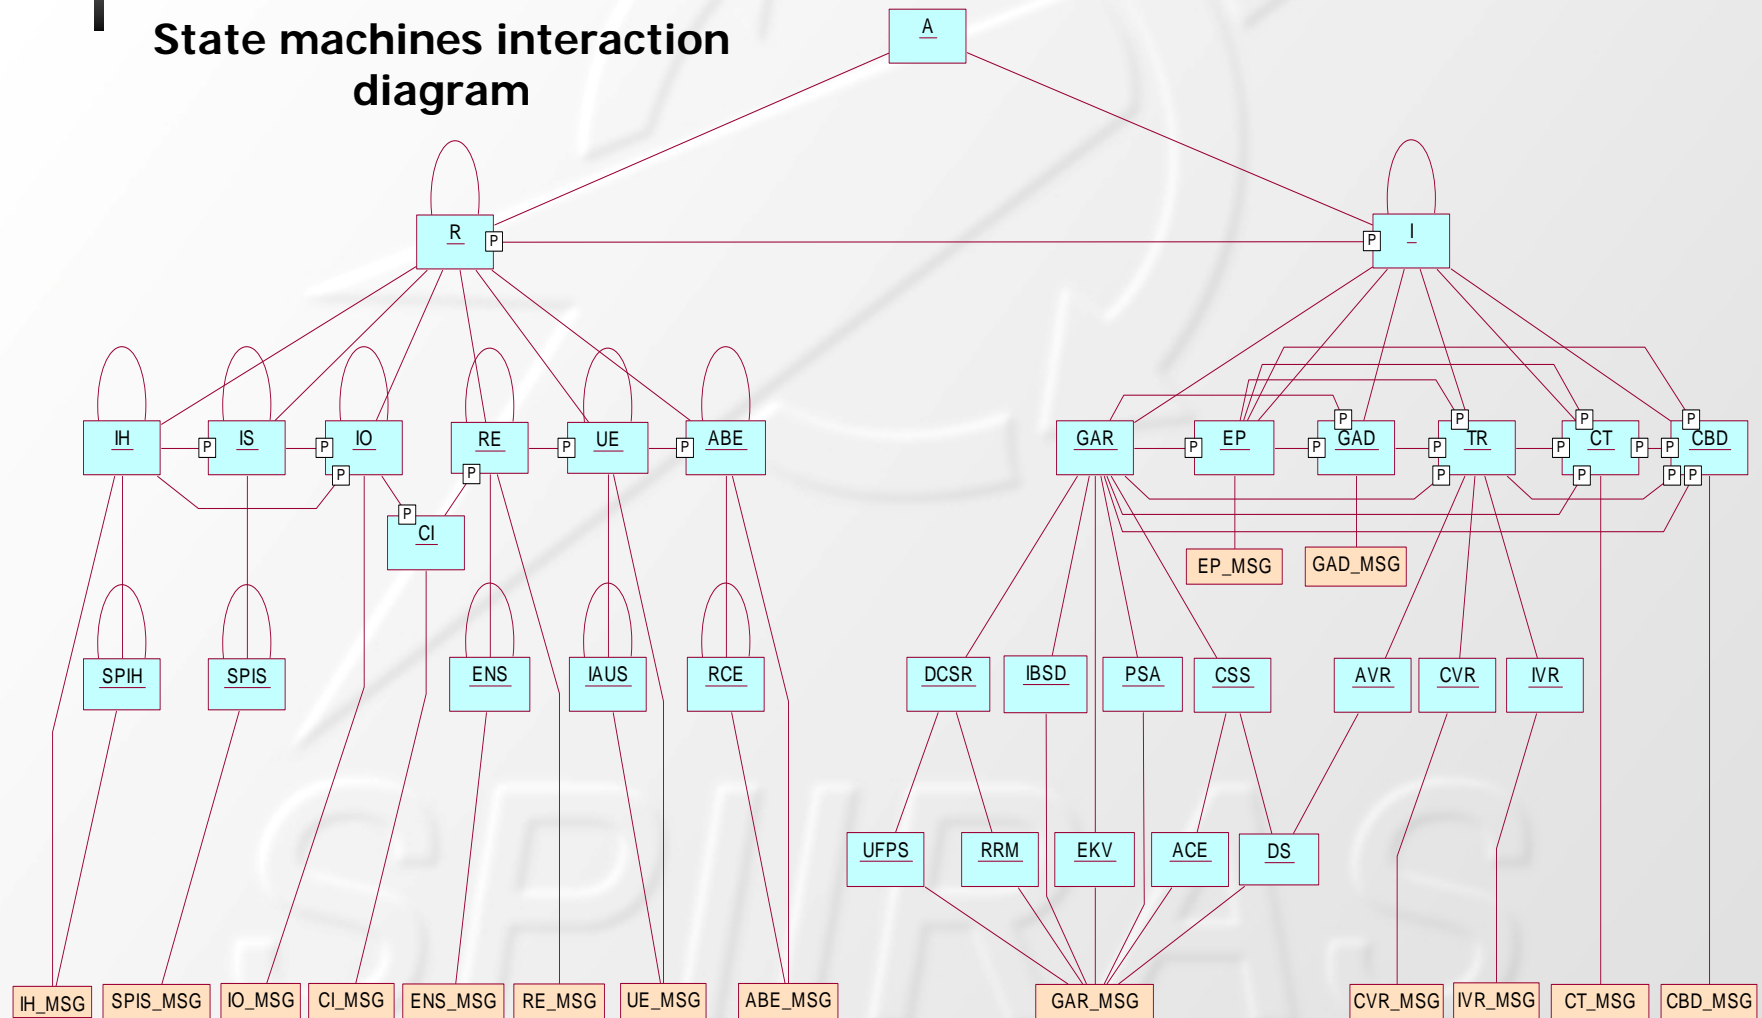 State machines interaction
diagram
A
R
P
P
I
IH
P
IS
P
IO
P
RE
P
P
UE
P
ABE
GAR
P
EP
P
P
GAD
P
P
P
TR
P
P
P
CT
P
P
P
P
P
CBD
P
CI
EP_MSG
GAD_MSG
SPIH
SPIS
ENS
IAUS
RCE
DCSR
IBSD
PSA
CSS
AVR
CVR
IVR
UFPS
RRM
EKV
ACE
DS
IH_MSG
SPIS_MSG
IO_MSG
CI_MSG
ENS_MSG
RE_MSG
UE_MSG
ABE_MSG
GAR_MSG
CVR_MSG
IVR_MSG
CT_MSG
CBD_MSG
SPIIRAS